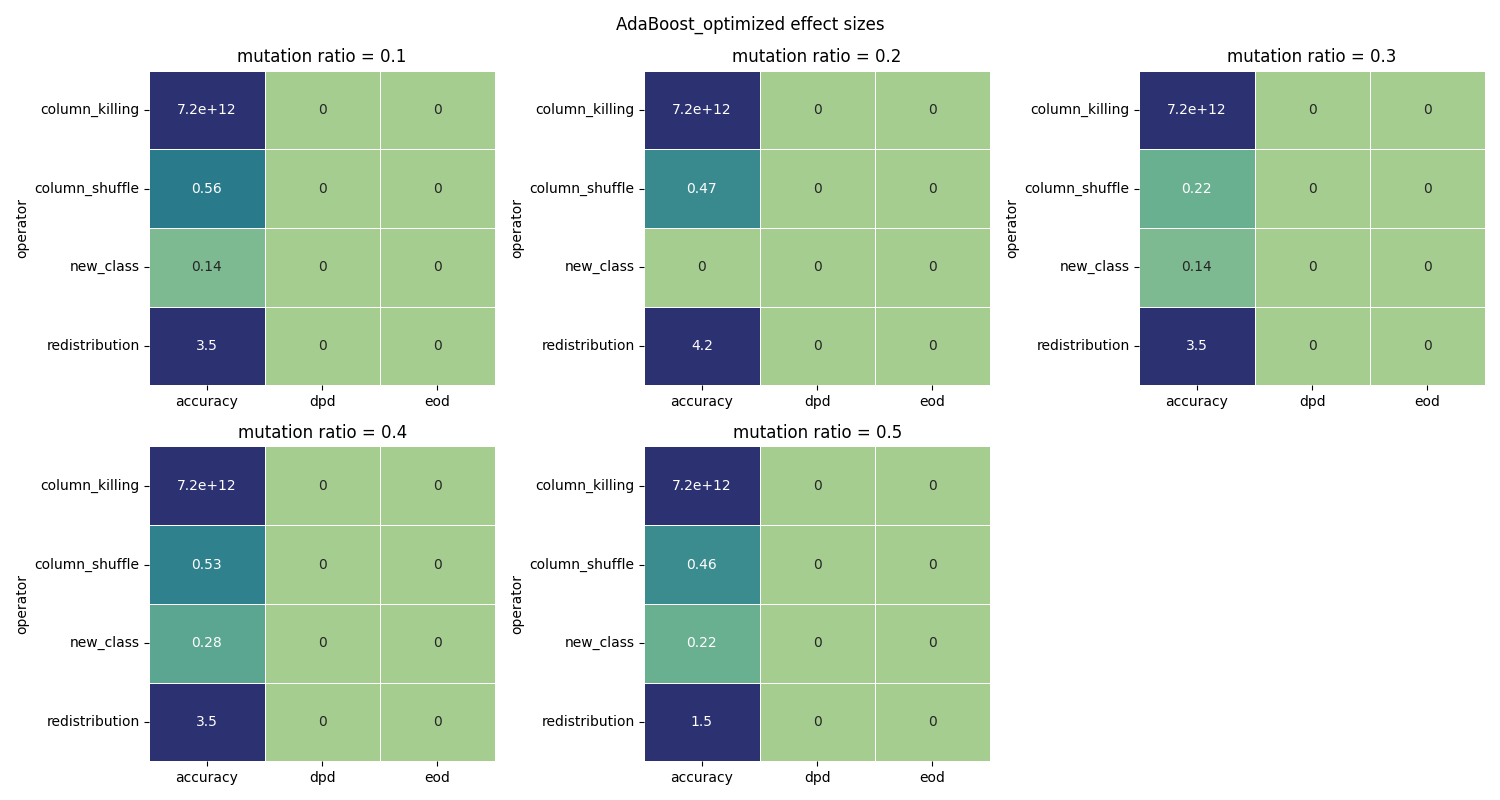 AdaBoost_optimized effect sizes
mutation ratio = 0.1
operator
column_killing 7.2e+12 0 0
column_shuffle 0.56 0 0
new_class 0.14 0 0
redistribution 3.5 0 0
accuracy dpd eod
mutation ratio = 0.2
operator
column_killing 7.2e+12 0 0
column_shuffle 0.47 0 0
new_class 0 0 0
redistribution 4.2 0 0
accuracy dpd eod
mutation ratio = 0.3
operator
column_killing 7.2e+12 0 0
column_shuffle 0.22 0 0
new_class 0.14 0 0
redistribution 3.5 0 0
accuracy dpd eod
mutation ratio = 0.4
operator
column_killing 7.2e+12 0 0
column_shuffle 0.53 0 0
new_class 0.28 0 0
redistribution 3.5 0 0
accuracy dpd eod
mutation ratio = 0.5
operator
column_killing 7.2e+12 0 0
column_shuffle 0.46 0 0
new_class 0.22 0 0
redistribution 1.5 0 0
accuracy dpd eod